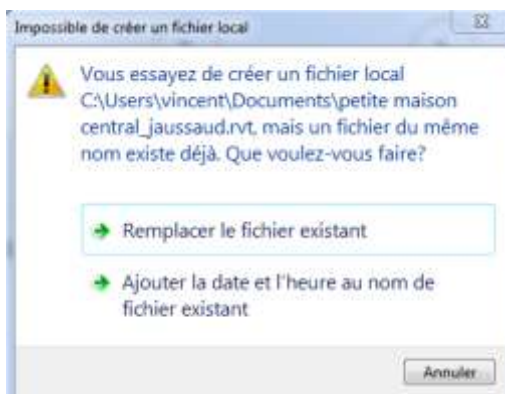 Impossible de créer un fichier local
Vous essayez de créer un fichier local
C:\Users\vincent\Documents\petite maison
central_jaussaud.rvt, mais un fichier du même
nom existe déjà. Que voulez-vous faire?
Remplacer le fichier existant
Ajouter la date et l'heure au nom de
fichier existant
Annuler